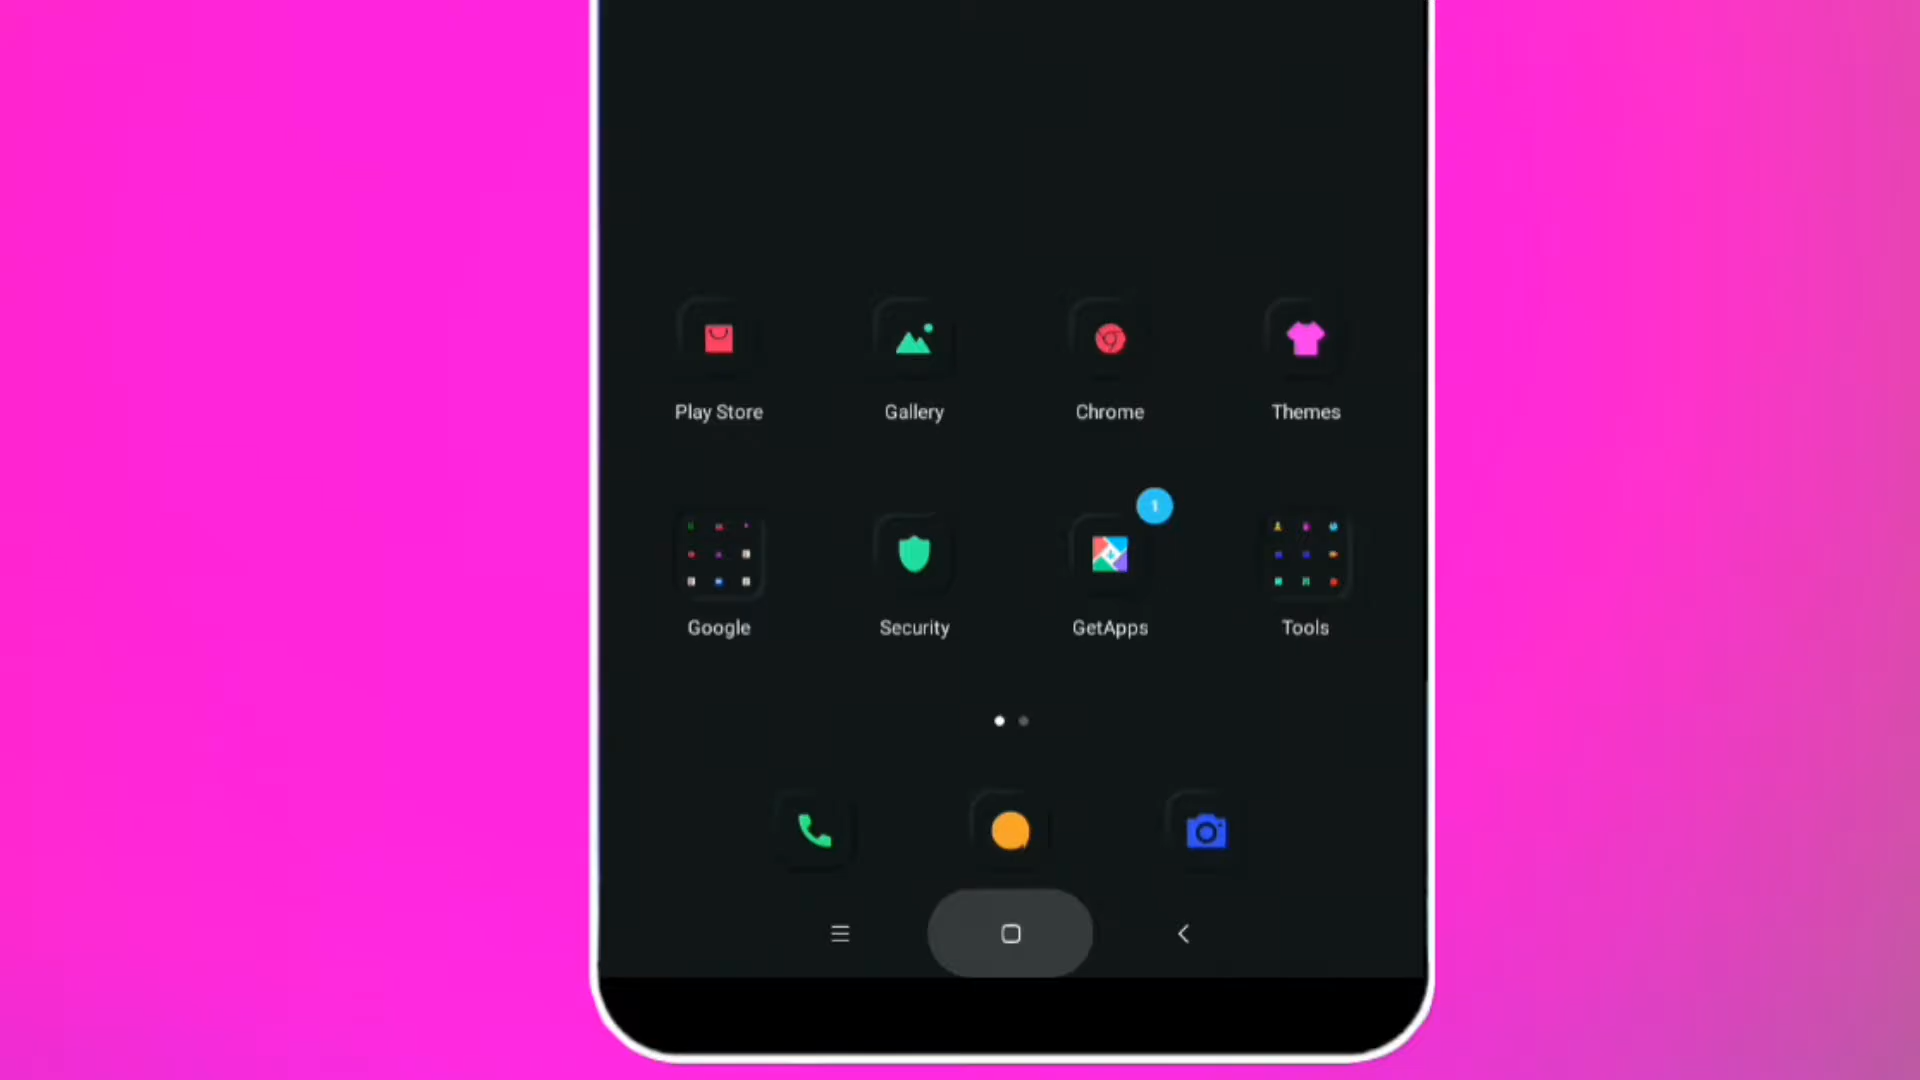 Play Store
Gallery
Chrome
Themes
1
Google
Security
GetApps
Tools